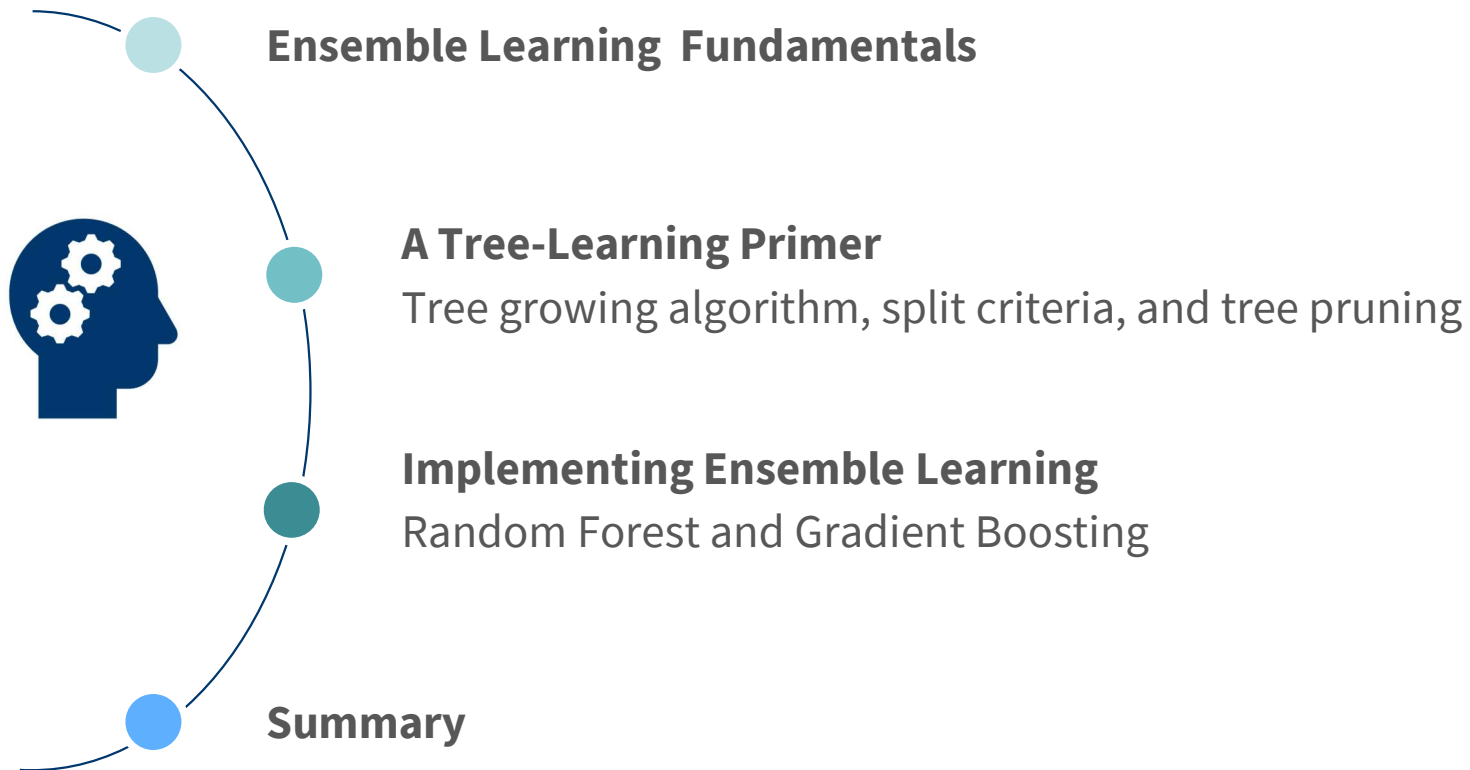 Ensemble Learning Fundamentals
A Tree-Learning Primer
Tree growing algorithm, split criteria, and tree pruning
Implementing Ensemble Learning
Random Forest and Gradient Boosting
Summary